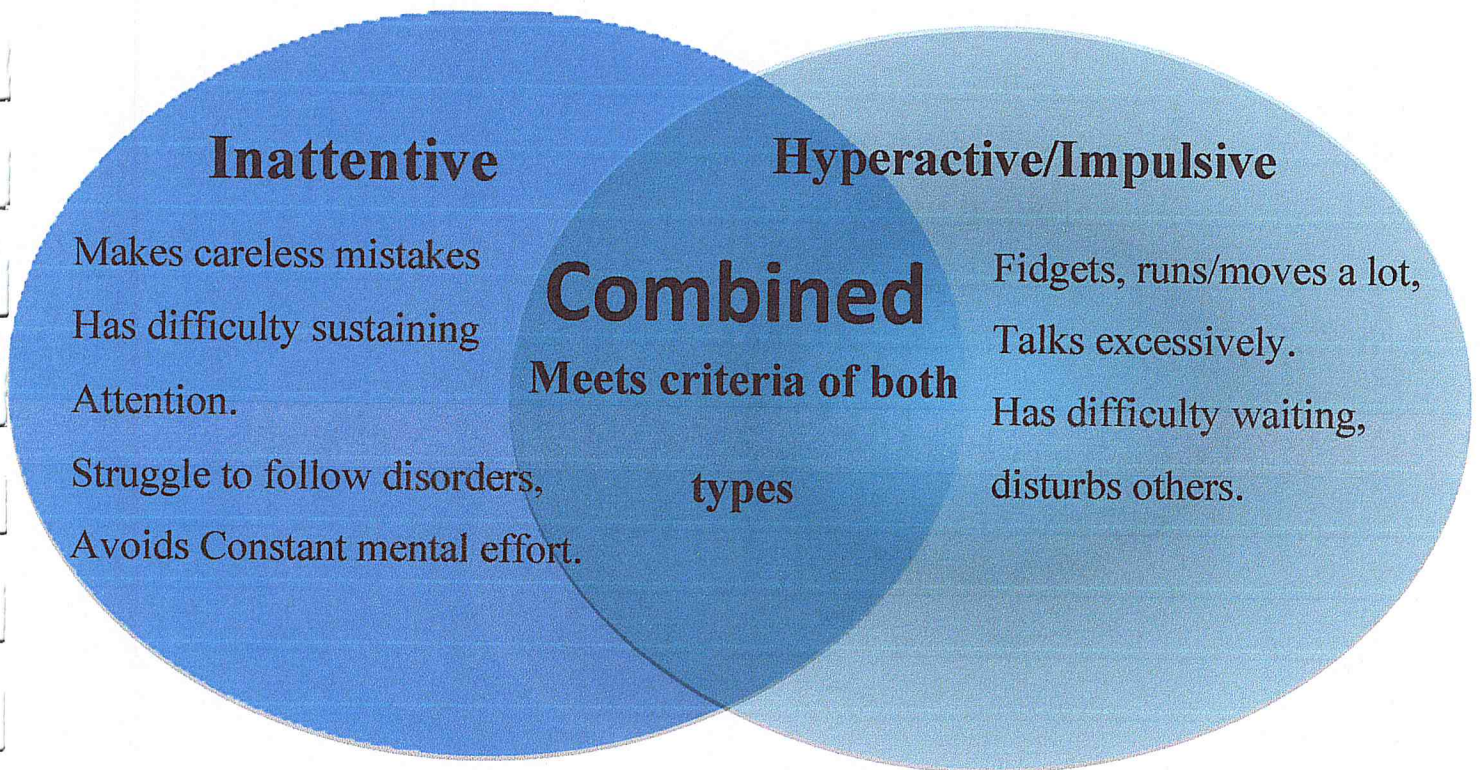 Inattentive
Makes careless mistakes
Has difficulty sustaining
Attention.
Struggle to follow disorders,
Avoids Constant mental effort.
Combined
Meets criteria of both
types
Hyperactive/Impulsive
Fidgets, runs/moves a lot,
Talks excessively.
Has difficulty waiting,
disturbs others.